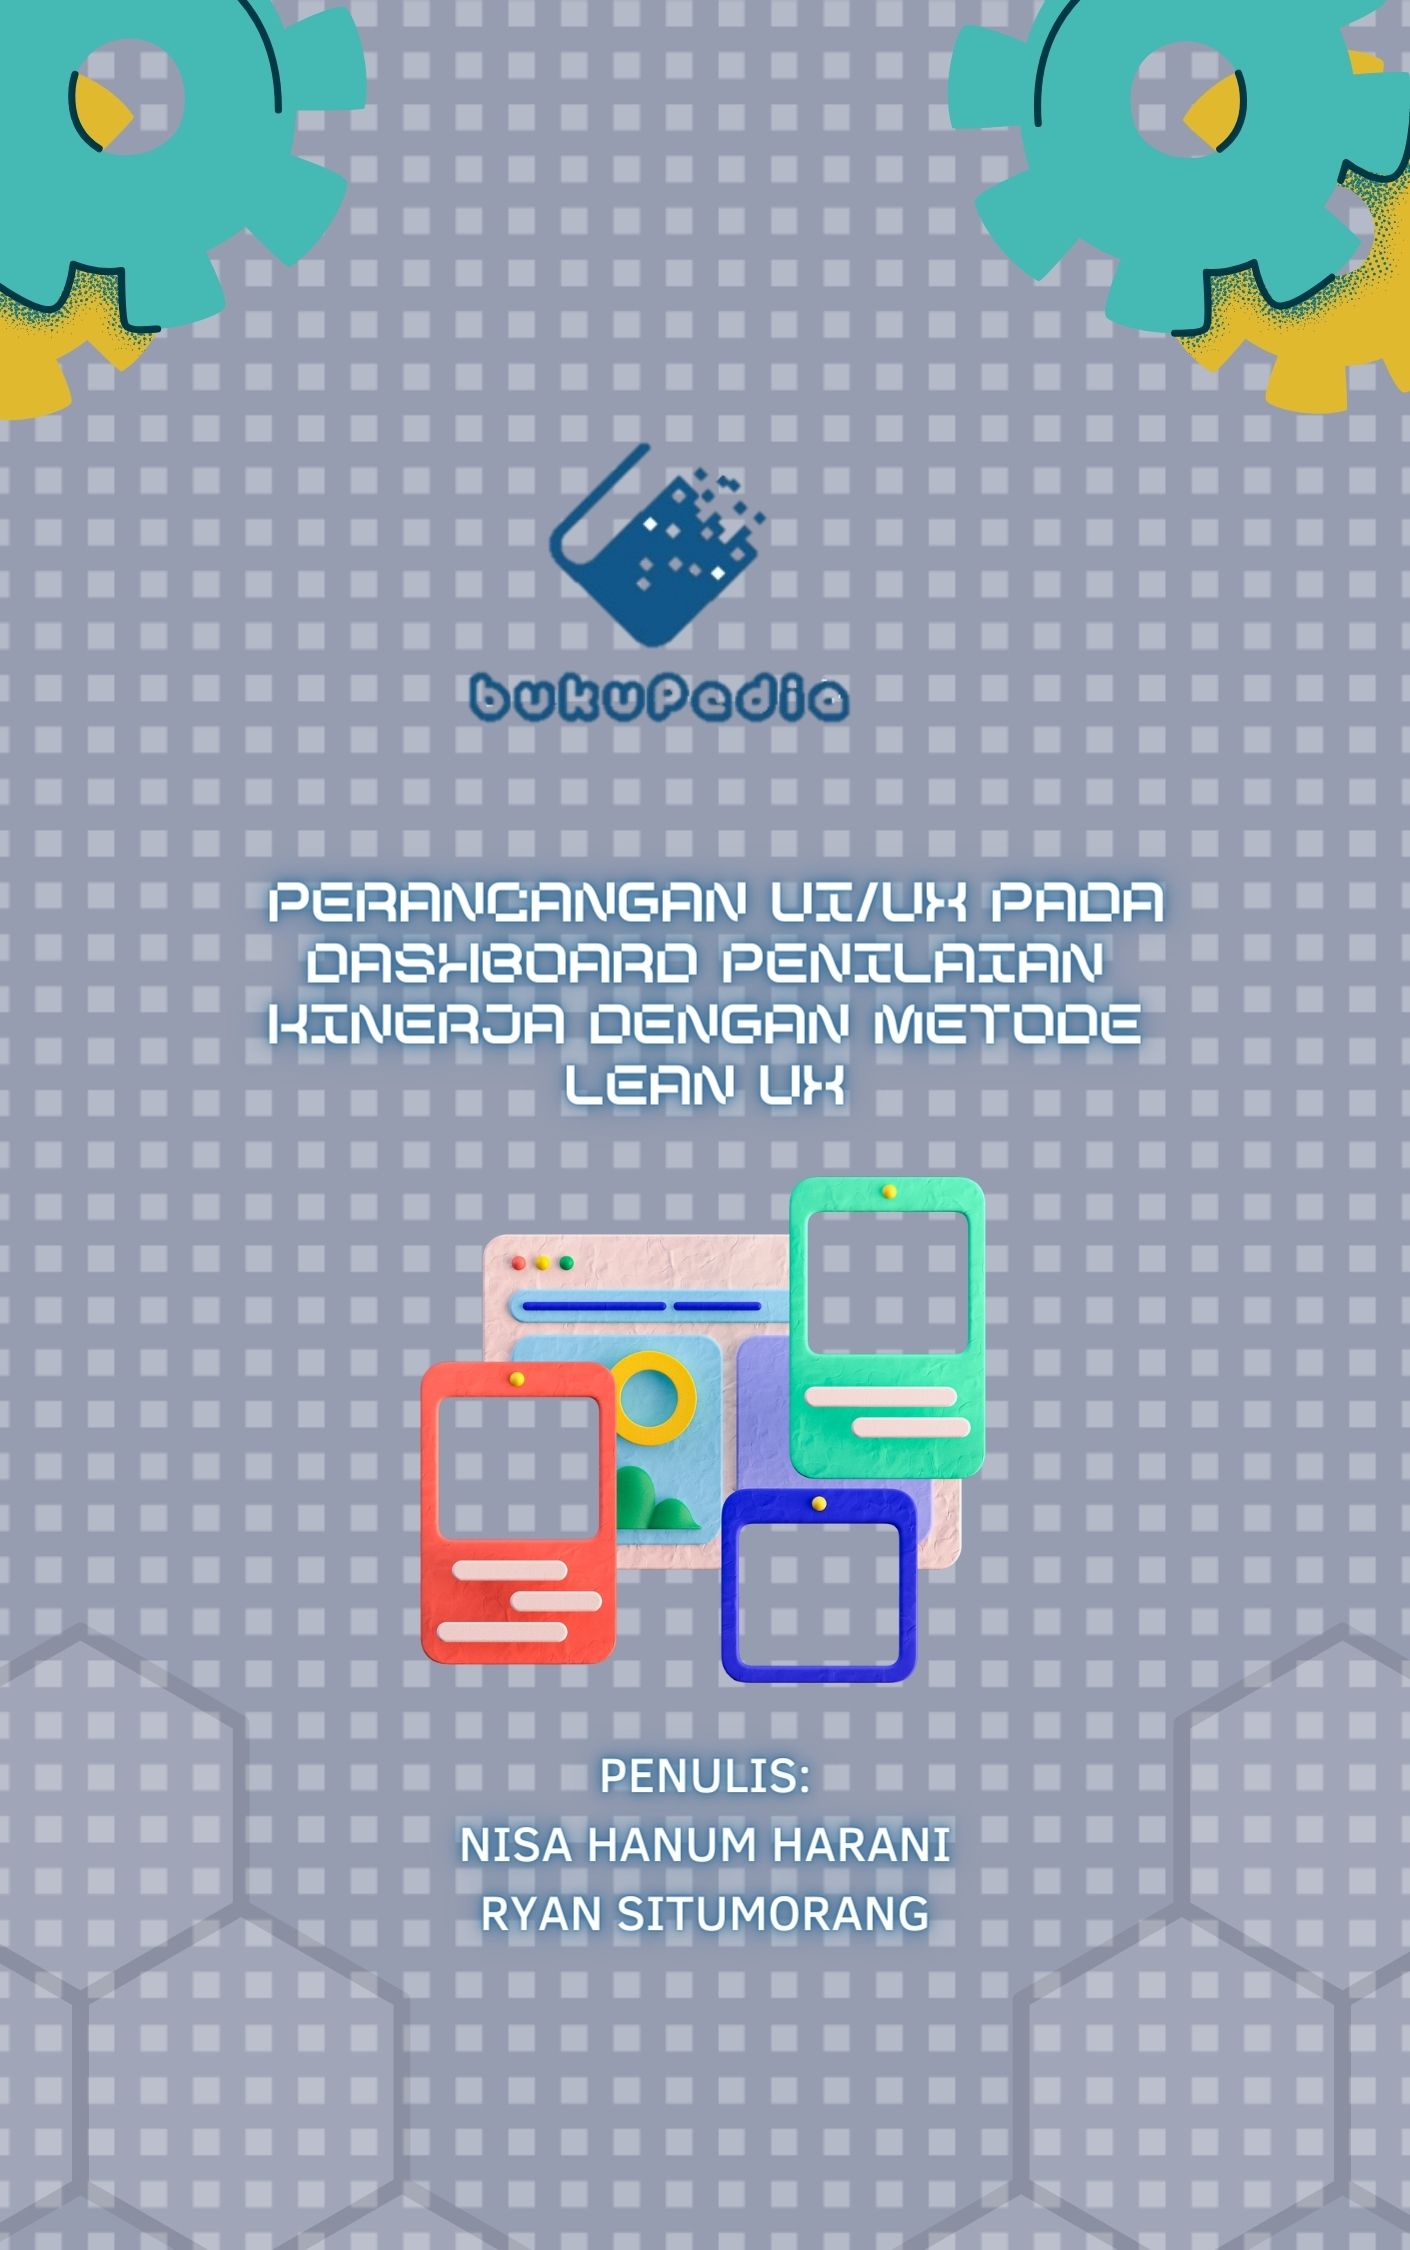 bukuPedia
PERANCANGAN UI/UX PADA
DASHBOARD PENILAIAN
KINERJA DENGAN METODE
LEAN UX
PENULIS:
NISA HANUM HARANI
RYAN SITUMORANG